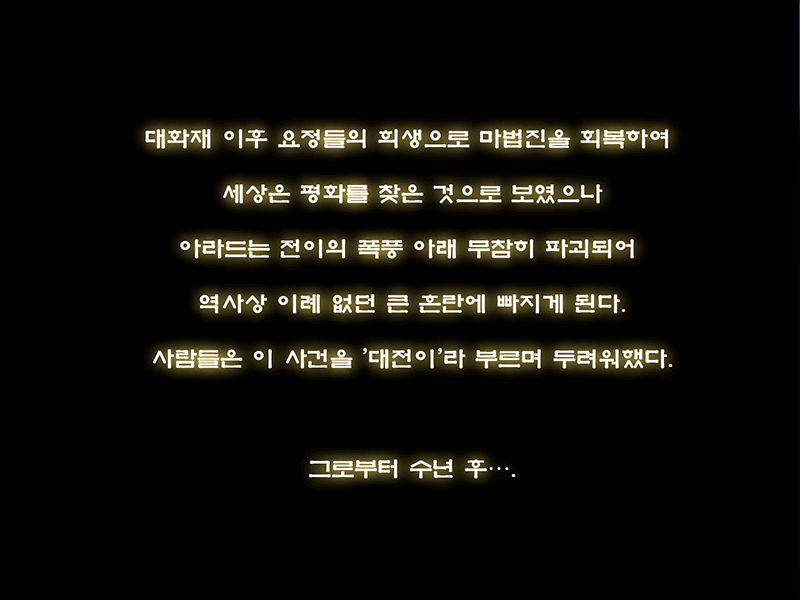 대화재 이후 요정들의 희생으로 마법진을 회복하여
세상은 평화를 찾은 것으로 보였으나
아라드는 전이의 폭풍 아래 무참히 파괴되어
역사상 이례 없던 큰 혼란에 빠지게 된다.
사람들은 이 사건을 '대전이'라 부르며 두려워했다.
그로부터 수년 후….